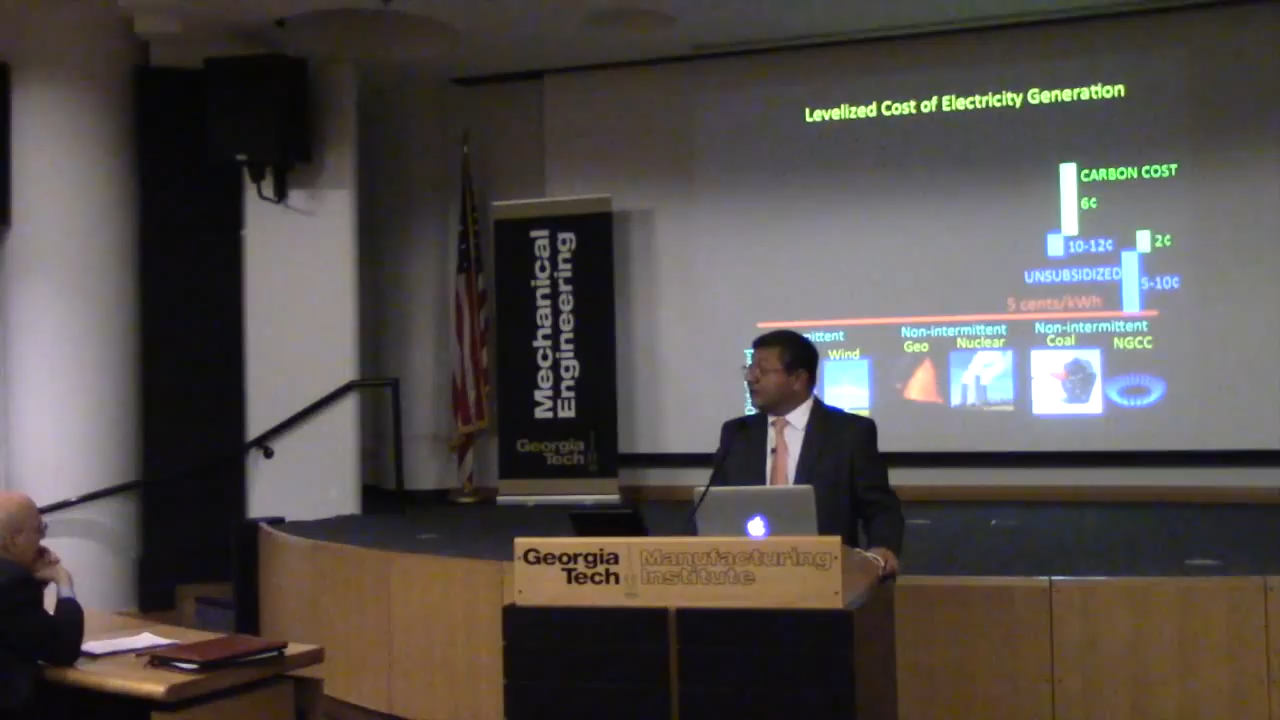 Levelized Cost of Electricity Generation
CARBON COST
6¢
10-12¢
2¢
UNSUBSIDIZED
5-10¢
5 cents/kWh
Non-intermittent
Non-intermittent
Wind
Geo
Nuclear
Coal
NGCC
Mechanical
Engineering
Georgia
Tech
Georgia
Tech
Manufacturing
Institute